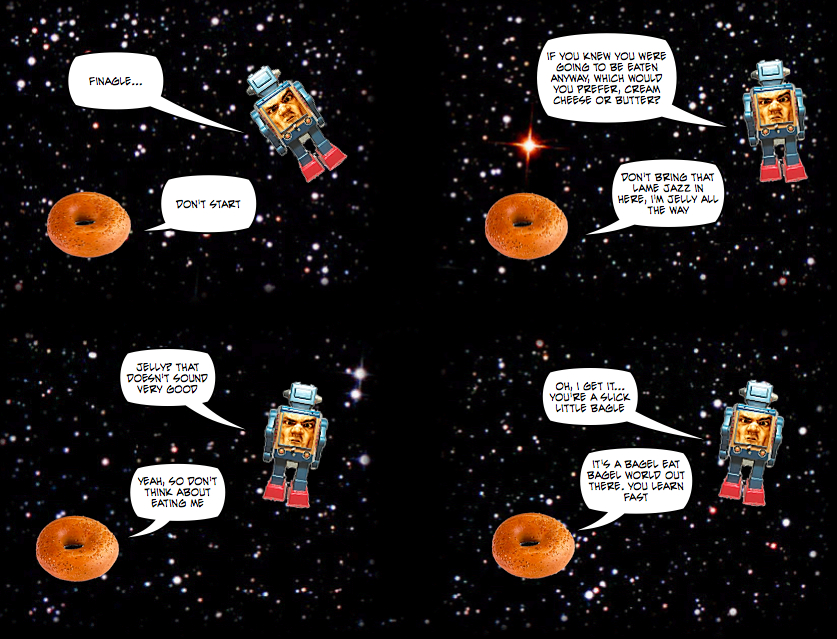 FINAGLE...
DON'T START
IF YOU KNEW YOU WERE
GOING TO BE EATEN
ANYWAY, WHICH WOULD
YOU PREFER, CREAM
CHEESE OR BUTTER?
DON'T BRING THAT
LAME JAZZ IN
HERE, I'M JELLY ALL
THE WAY
JELLY? THAT
DOESN'T SOUND
VERY GOOD
YEAH, SO DON'T
THINK ABOUT
EATING ME
OH, I GET IT...
YOU'RE A SLICK
LITTLE BAGLE
IT'S A BAGEL EAT
BAGEL WORLD OUT
THERE. YOU LEARN
FAST